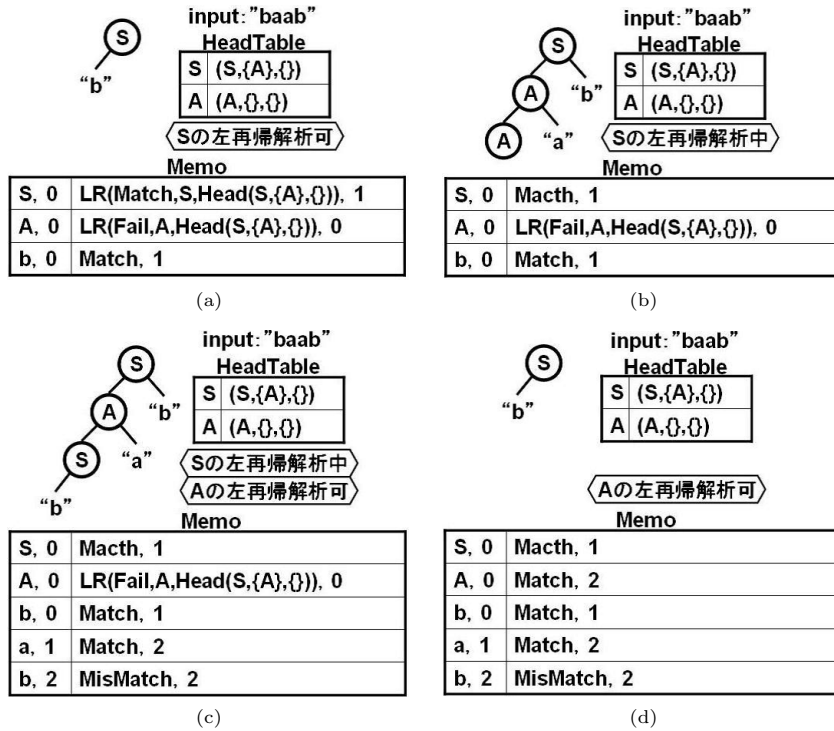 input:"baab"
HeadTable
S
"b"
S (S,{A},{})
A (A,{},{})
Sの左再帰解析可
Memo
S, 0 LR(Match,S,Head(S,{A},{})), 1
A, 0 LR(Fail,A,Head(S,{A},{})), 0
b, 0 Match, 1
(a)
input:"baab"
HeadTable
S
A "b"
A "a"
S (S,{A},{})
A (A,{},{})
Sの左再帰解析中
Memo
S, 0 Macth, 1
A, 0 LR(Fail,A,Head(S,{A},{})), 0
b, 0 Match, 1
(b)
input:"baab"
HeadTable
S
A "b"
S "a"
"b"
S (S,{A},{})
A (A,{},{})
Sの左再帰解析中
Aの左再帰解析可
Memo
S, 0 Macth, 1
A, 0 LR(Fail,A,Head(S,{A},{})), 0
b, 0 Match, 1
a, 1 Match, 2
b, 2 MisMatch, 2
(c)
input:"baab"
HeadTable
S
"b"
S (S,{A},{})
A (A,{},{})
Aの左再帰解析可
Memo
S, 0 Macth, 1
A, 0 Match, 2
b, 0 Match, 1
a, 1 Match, 2
b, 2 MisMatch, 2
(d)